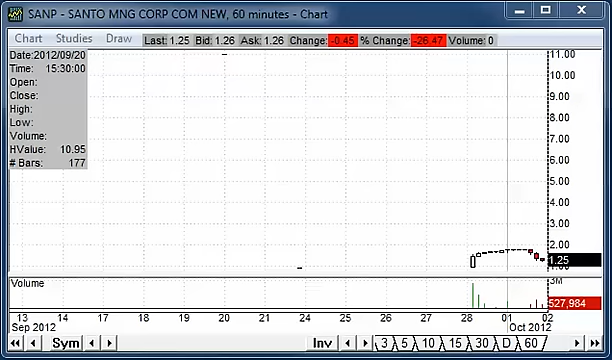 SANP - SANTO MNG CORP COM NEW, 60 minutes - Chart
Chart Studies Draw Last: 1.25 Bid: 1.26 Ask: 1.26 Change: -0.45 % Change: -26.47 Volume: 0
Date:2012/09/20
Time: 15:30:00
Open:
Close:
High:
Low:
Volume:
HValue: 10.95
# Bars: 177
11.00
10.00
9.00
8.00
7.00
6.00
5.00
4.00
3.00
2.00
1.25
1.00
Volume
3M
527,984
13 14 17 18 19 20 21 24 25 26 27 28 01 02
Sep 2012 Oct 2012
Sym Inv 3 5 10 15 30 D 60